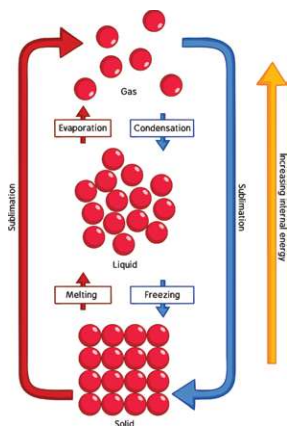 Gas
Evaporation
Condensation
Sublimation
Sublimation
Increasing internal energy
Liquid
Melting
Freezing
Solid